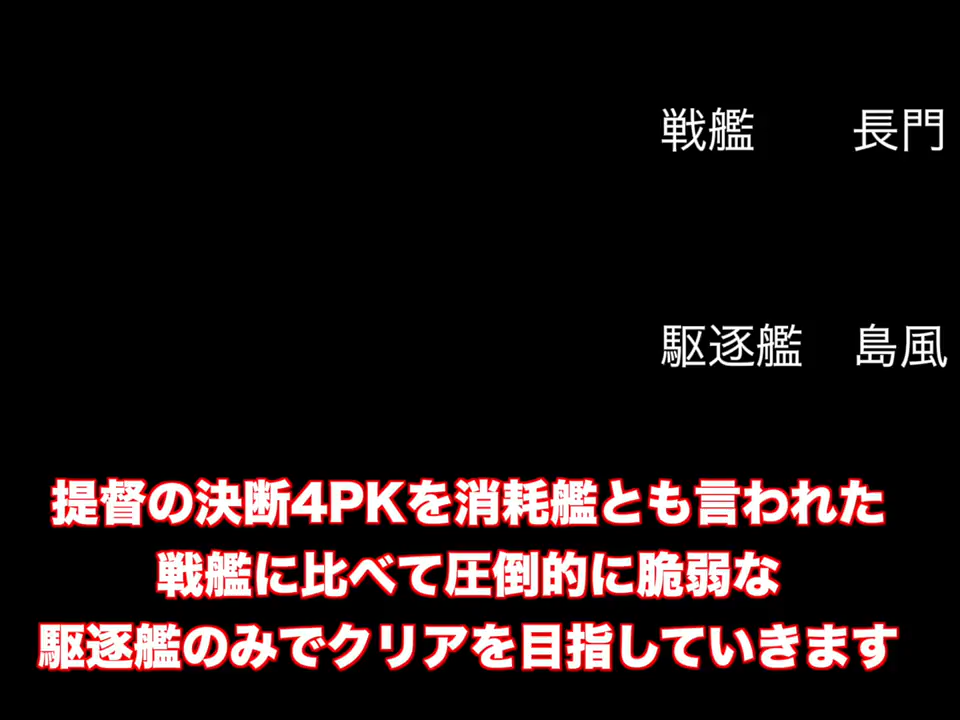 戦艦　　長門
駆逐艦　島風
提督の決断4PKを消耗艦とも言われた
戦艦に比べて圧倒的に脆弱な
駆逐艦のみでクリアを目指していきます